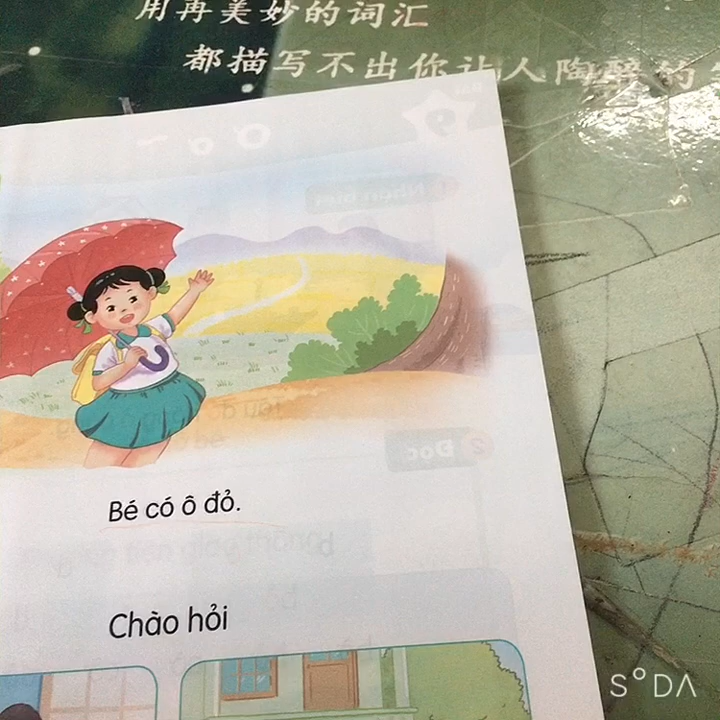 用再美妙的词汇
都描写不出你让人陶醉的
Bé có ô đỏ.
Chào hỏi
SODA